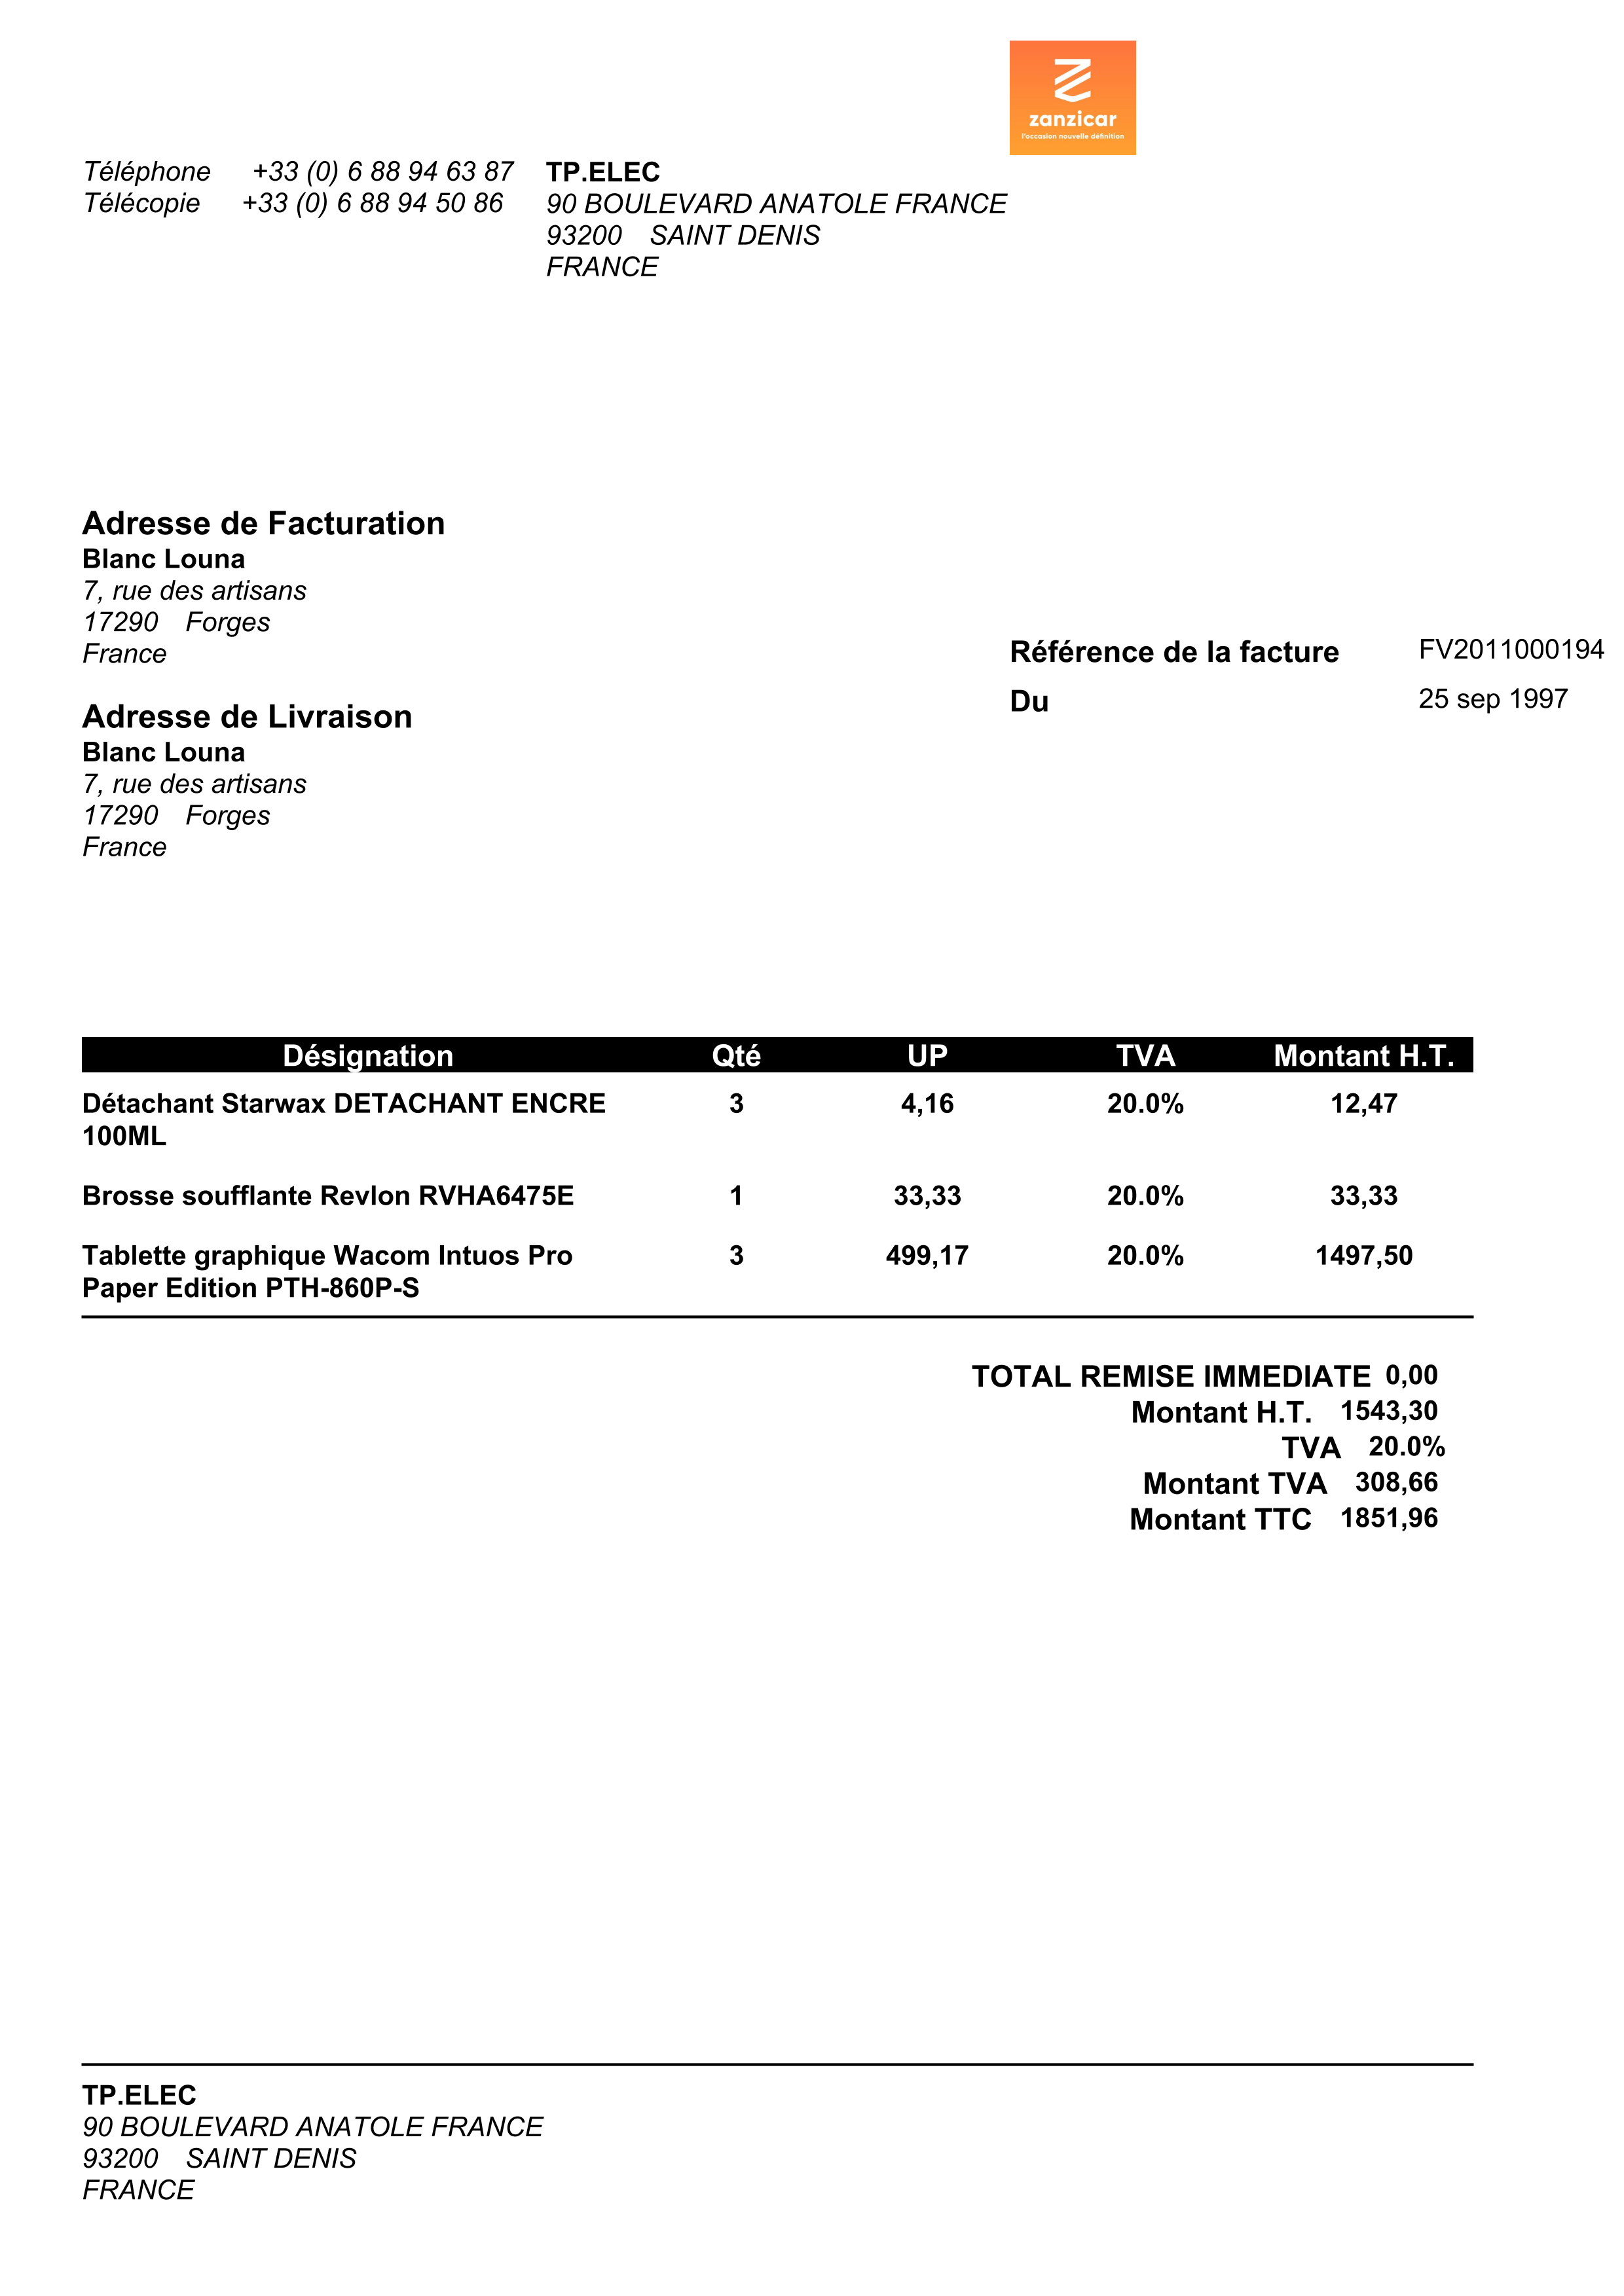 zanzicar
l'occasion nouvelle définition
Téléphone +33 (0) 6 88 94 63 87
Télécopie +33 (0) 6 88 94 50 86
TP.ELEC
90 BOULEVARD ANATOLE FRANCE
93200 SAINT DENIS
FRANCE
Adresse de Facturation
Blanc Louna
7, rue des artisans
17290 Forges
France
Référence de la facture FV2011000194
Du 25 sep 1997
Adresse de Livraison
Blanc Louna
7, rue des artisans
17290 Forges
France
Désignation Qté UP TVA Montant H.T.
Détachant Starwax DETACHANT ENCRE 3 4,16 20.0% 12,47
100ML
Brosse soufflante Revlon RVHA6475E 1 33,33 20.0% 33,33
Tablette graphique Wacom Intuos Pro 3 499,17 20.0% 1497,50
Paper Edition PTH-860P-S
TOTAL REMISE IMMEDIATE 0,00
Montant H.T. 1543,30
TVA 20.0%
Montant TVA 308,66
Montant TTC 1851,96
TP.ELEC
90 BOULEVARD ANATOLE FRANCE
93200 SAINT DENIS
FRANCE